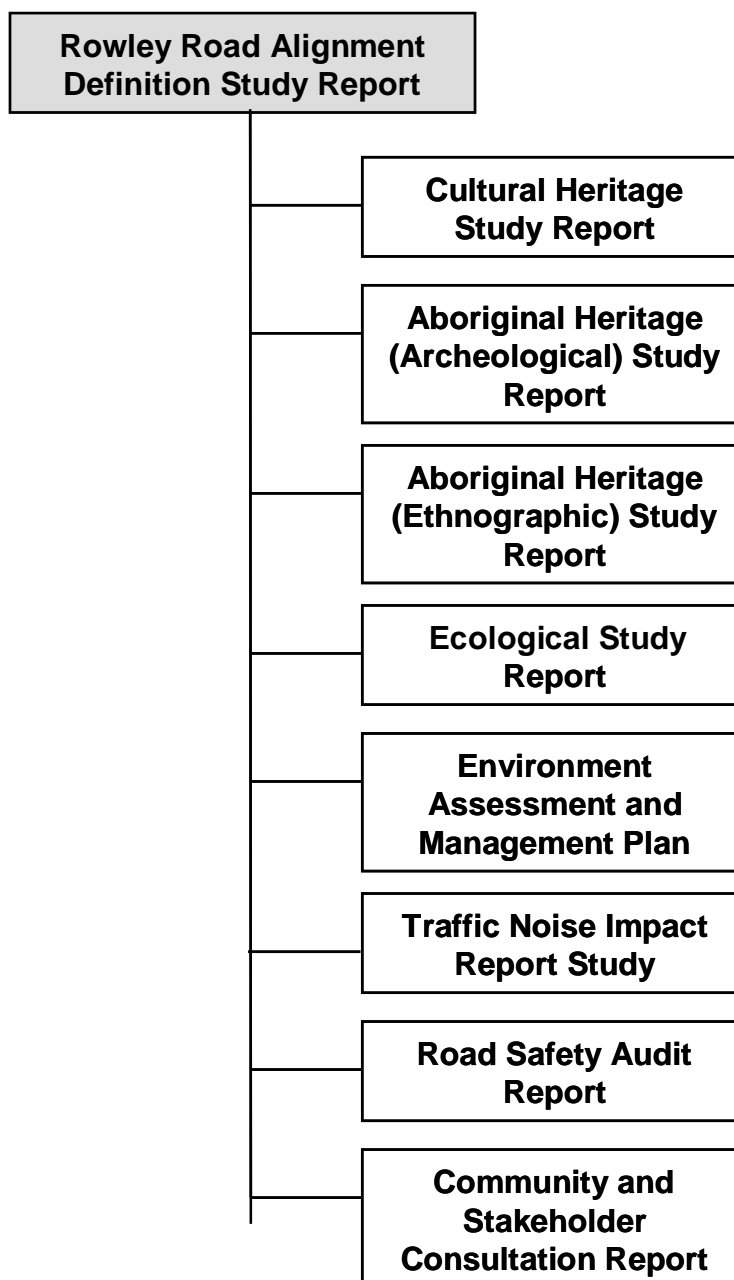 Rowley Road Alignment
Definition Study Report
Cultural Heritage
Study Report
Aboriginal Heritage
(Archeological) Study
Report
Aboriginal Heritage
(Ethnographic) Study
Report
Ecological Study
Report
Environment
Assessment and
Management Plan
Traffic Noise Impact
Report Study
Road Safety Audit
Report
Community and
Stakeholder
Consultation Report